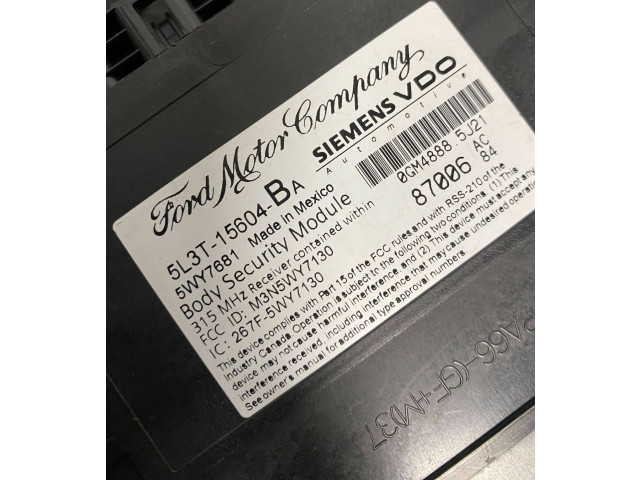 Ford Motor Company
SIEMENS VDO
Automotive
5L3T-15604-BA
5WY7681 Made in Mexico
Body Security Module
315 MHz Receiver contained within
FCC ID: M3N5WY7130
IC: 267F-5WY7130
0GM4888.5J21
87006 AC
84
This device complies with Part 15 of the FCC rules and with RSS-210 of the
Industry Canada Operation is subject to the following two conditions. (1) This
device may not cause harmful interference, and (2) This device must accept any
interference received, including interference that may cause undesired operation.
See owner's manual for additional type approval numbers.
PA66-(GF+M)37